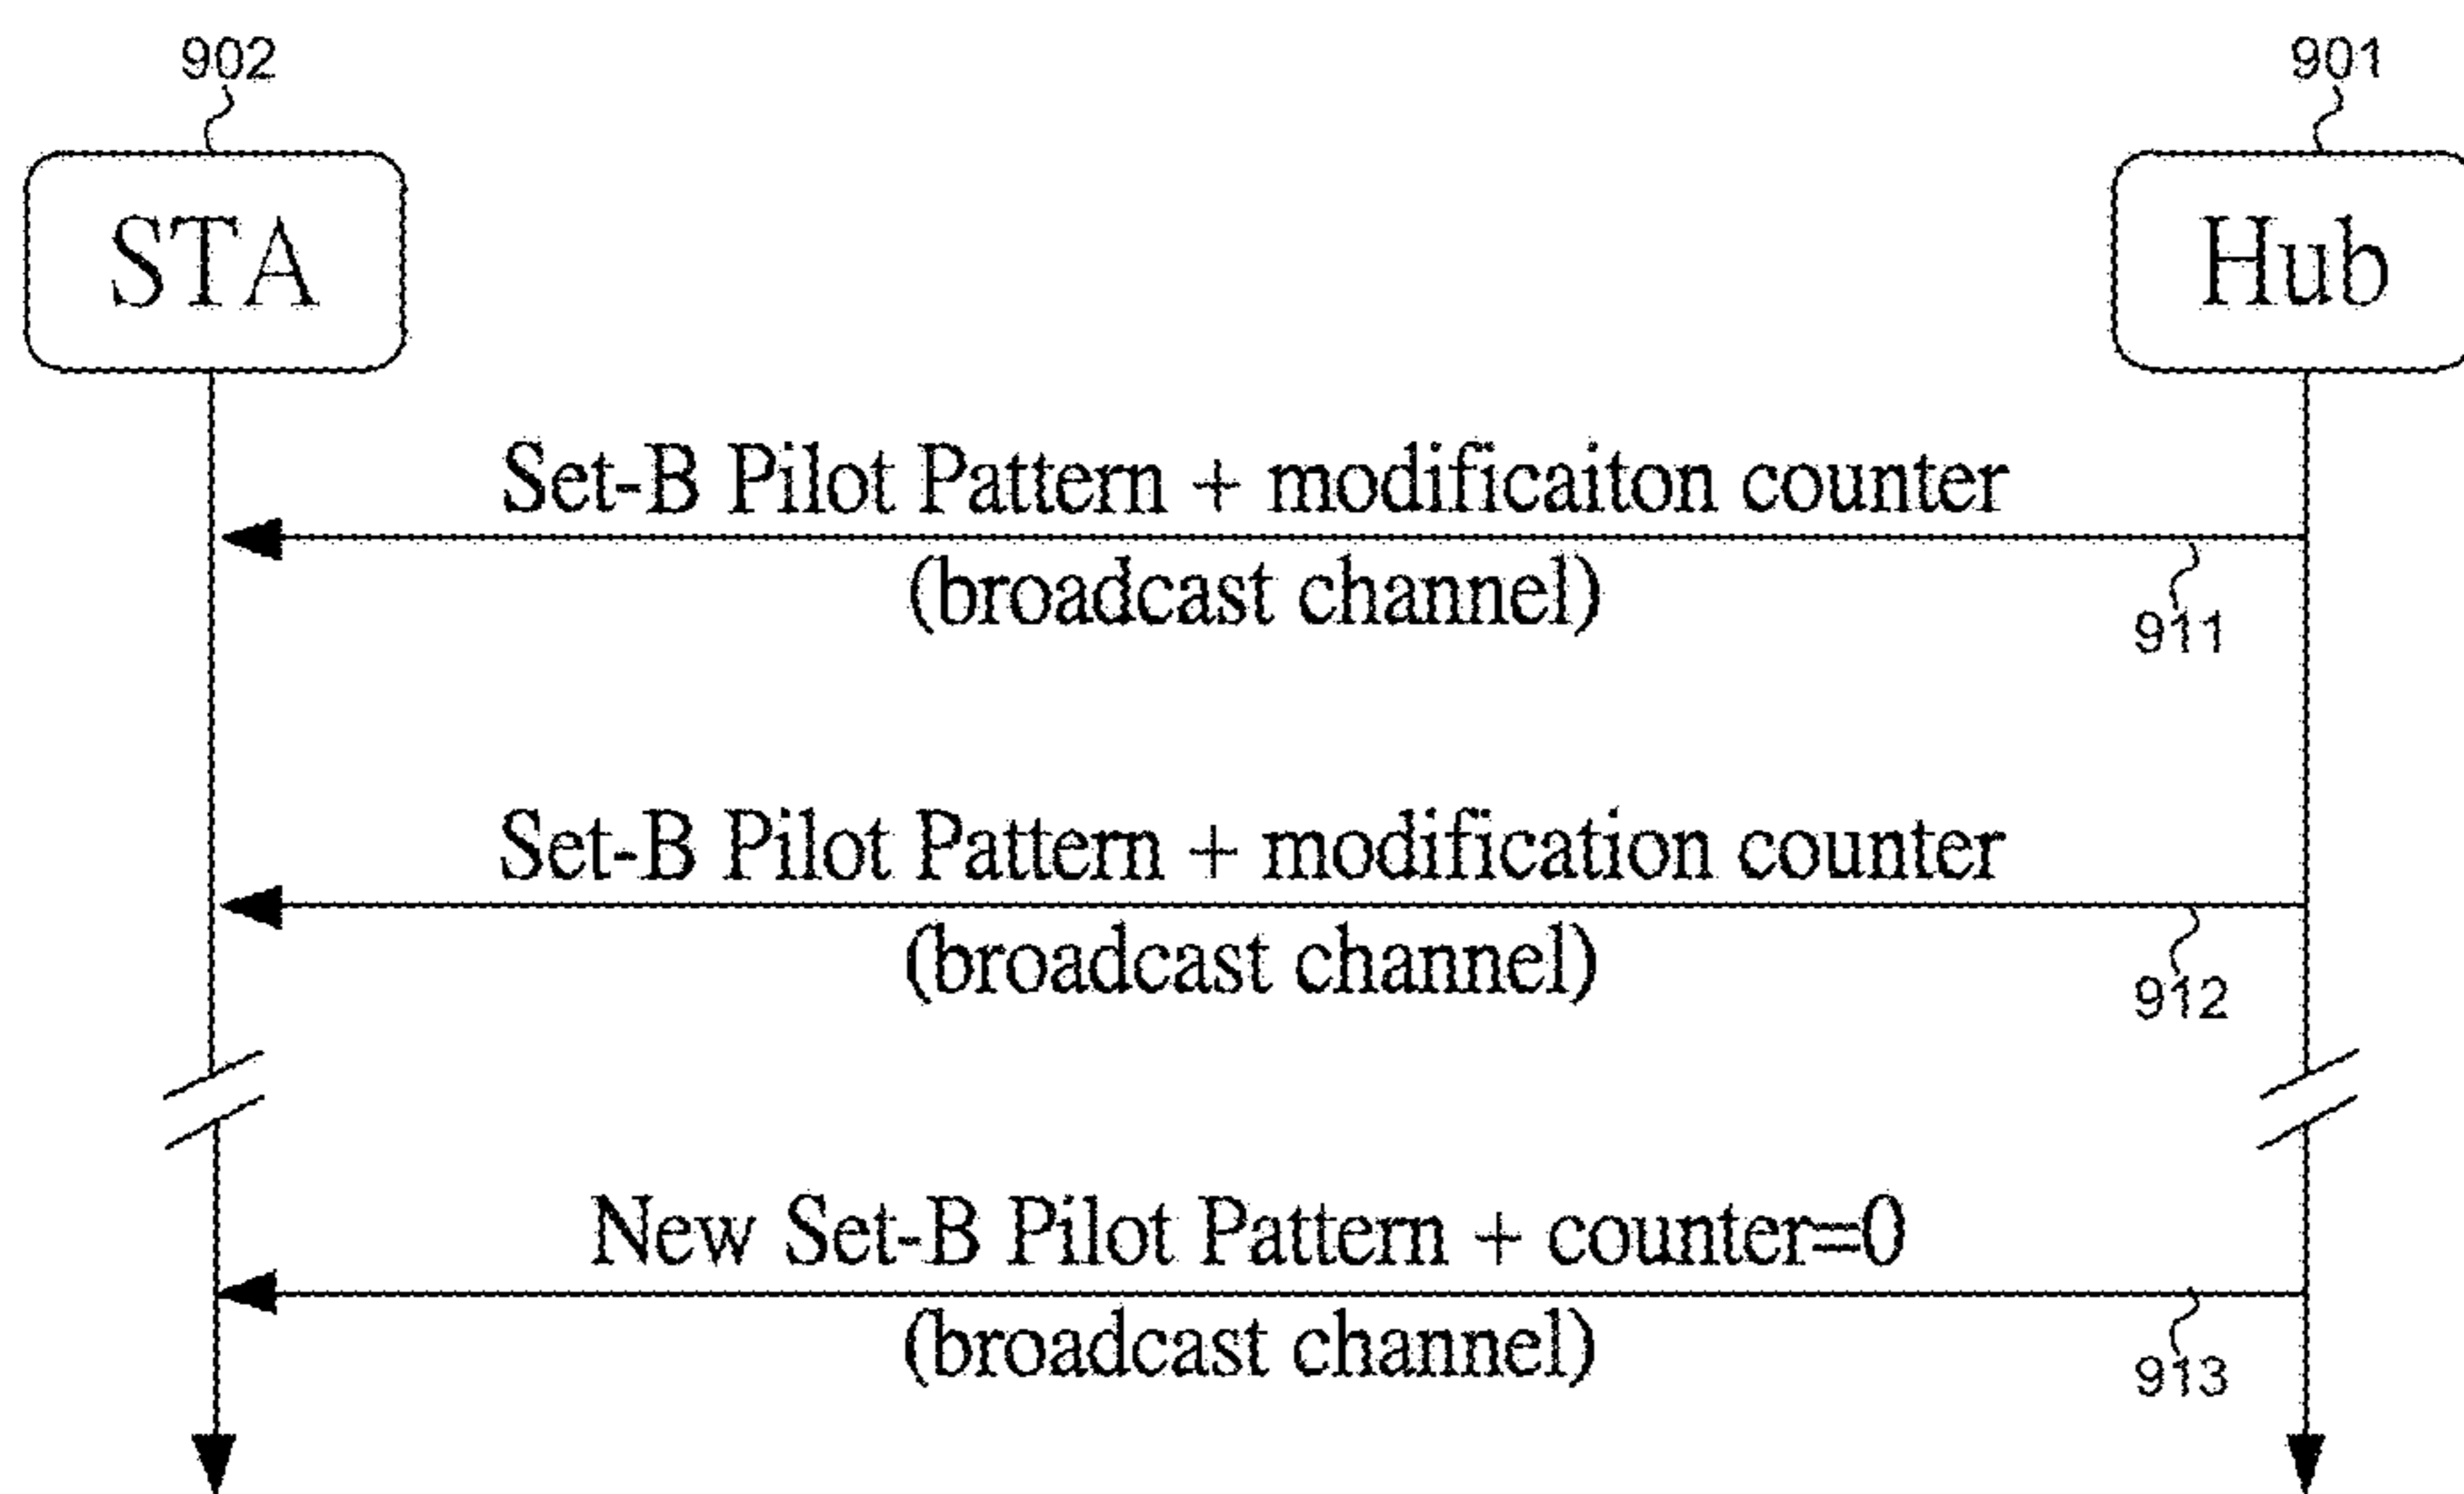 902
901
STA
Hub
Set-B Pilot Pattern + modificaiton counter
(broadcast channel)
911
Set-B Pilot Pattern + modification counter
(broadcast channel)
912
New Set-B Pilot Pattern + counter=0
(broadcast channel)
913